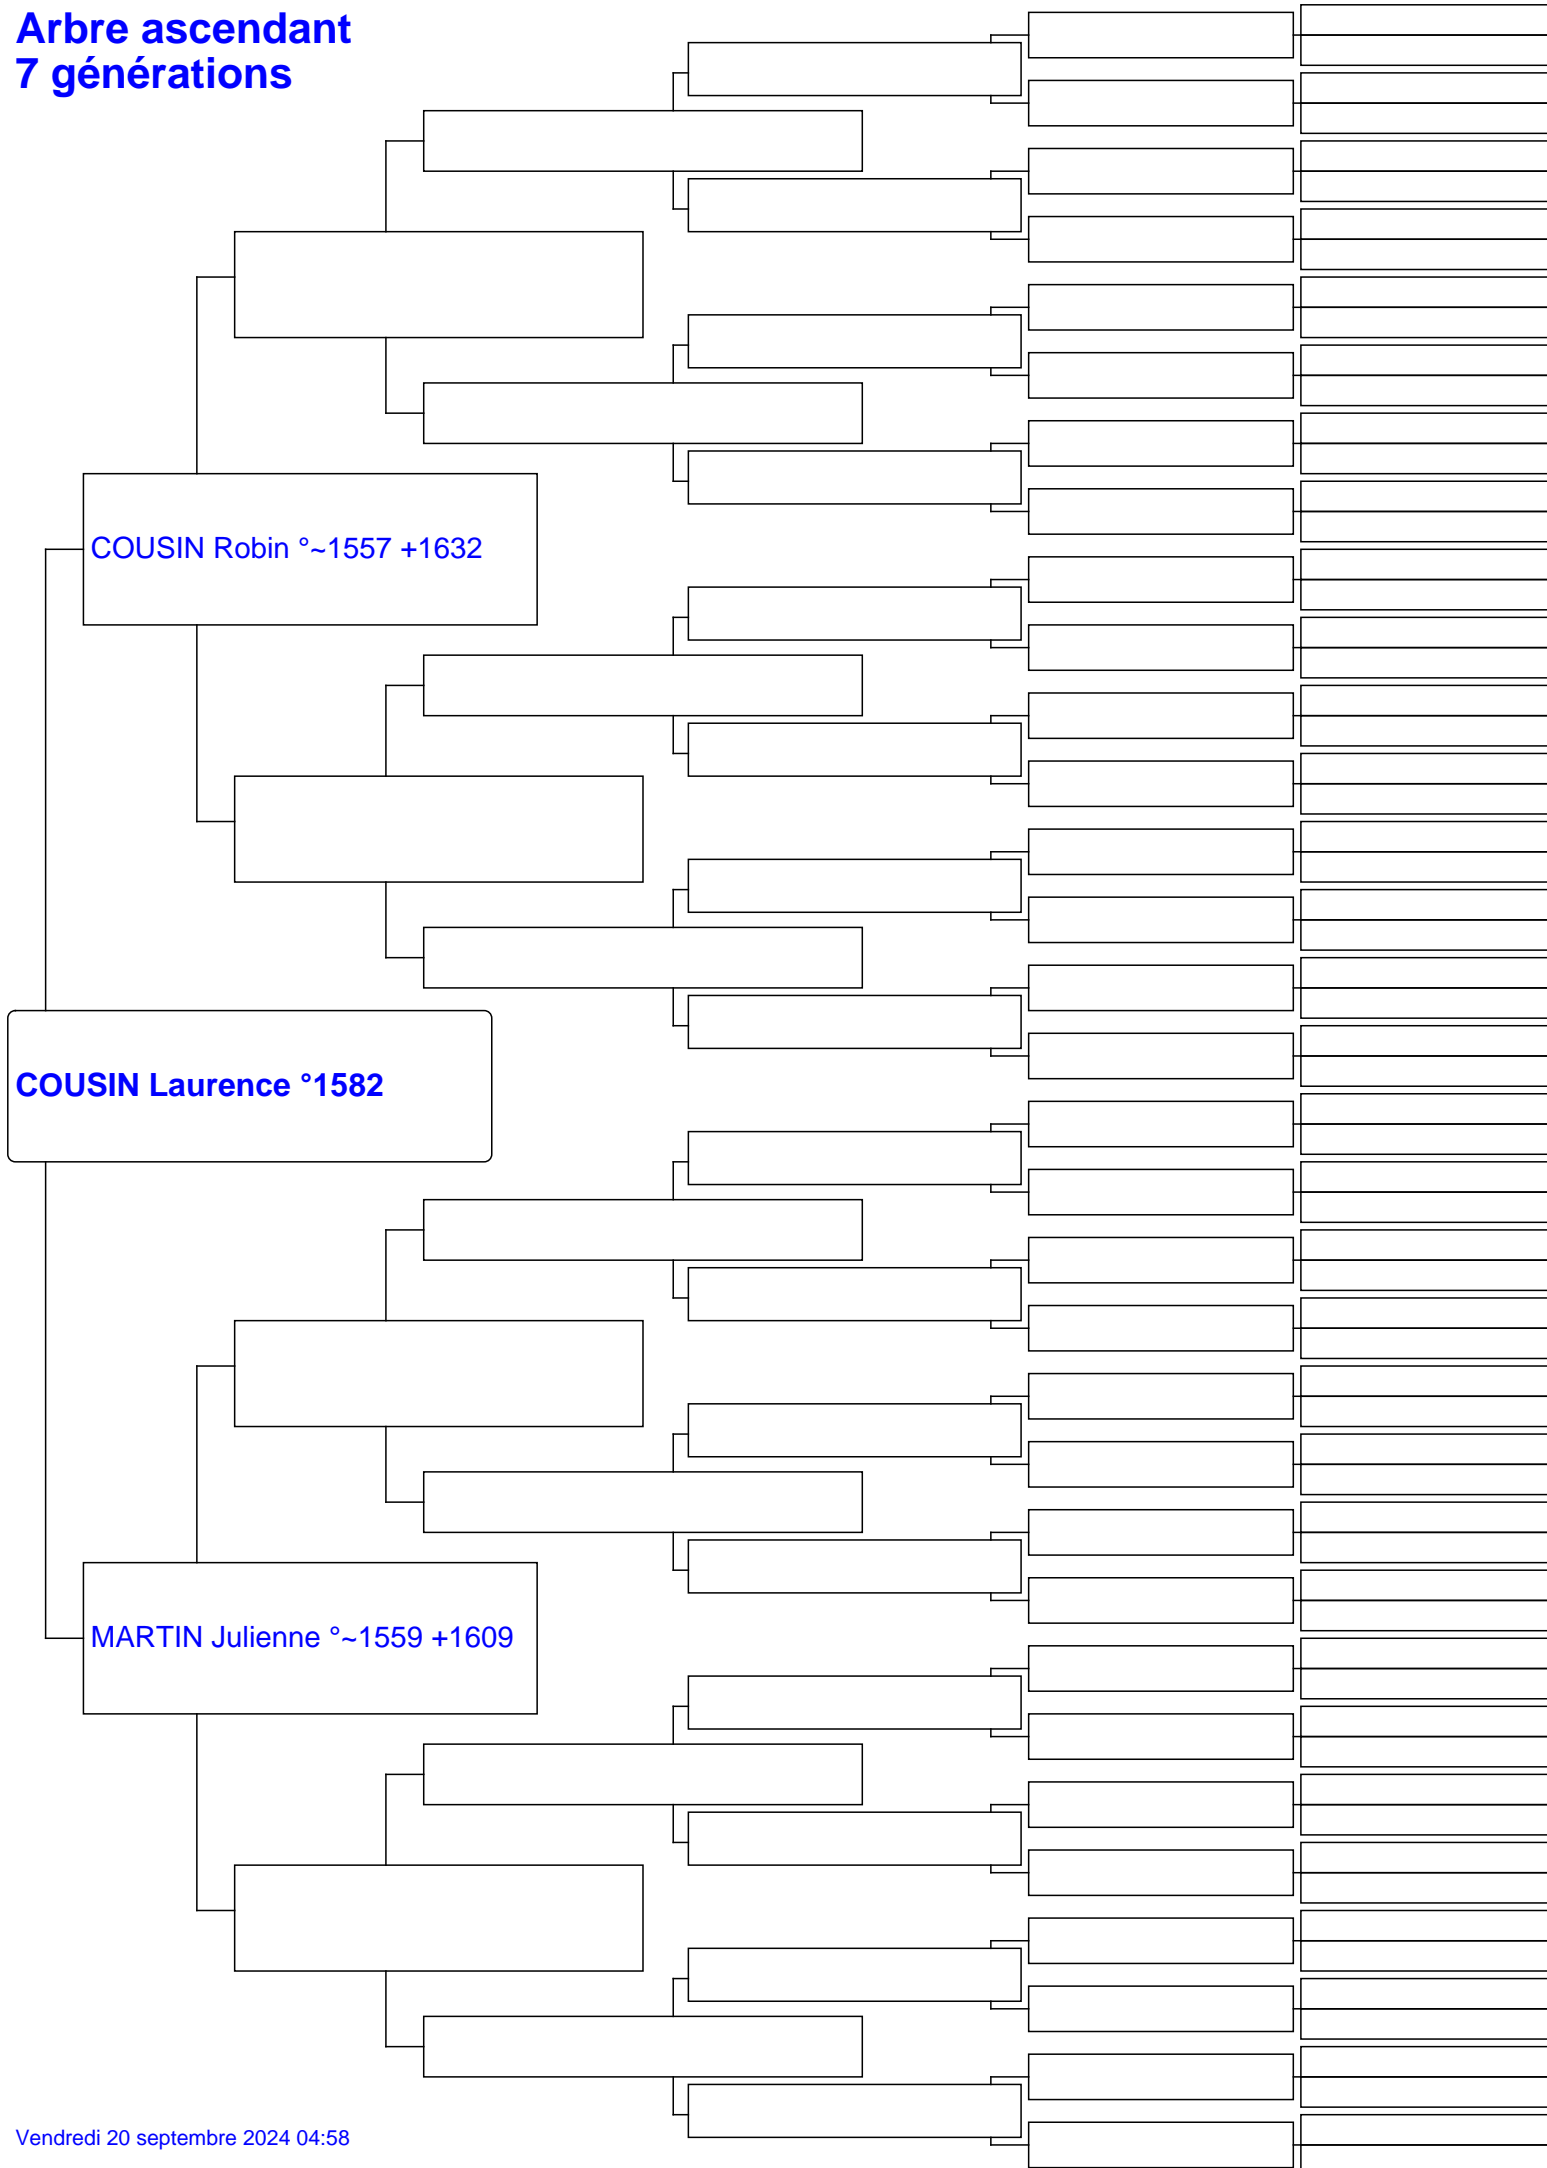 Arbre ascendant
7 générations
COUSIN Robin °~1557 +1632
COUSIN Laurence °1582
MARTIN Julienne °~1559 +1609
Vendredi 20 septembre 2024 04:58